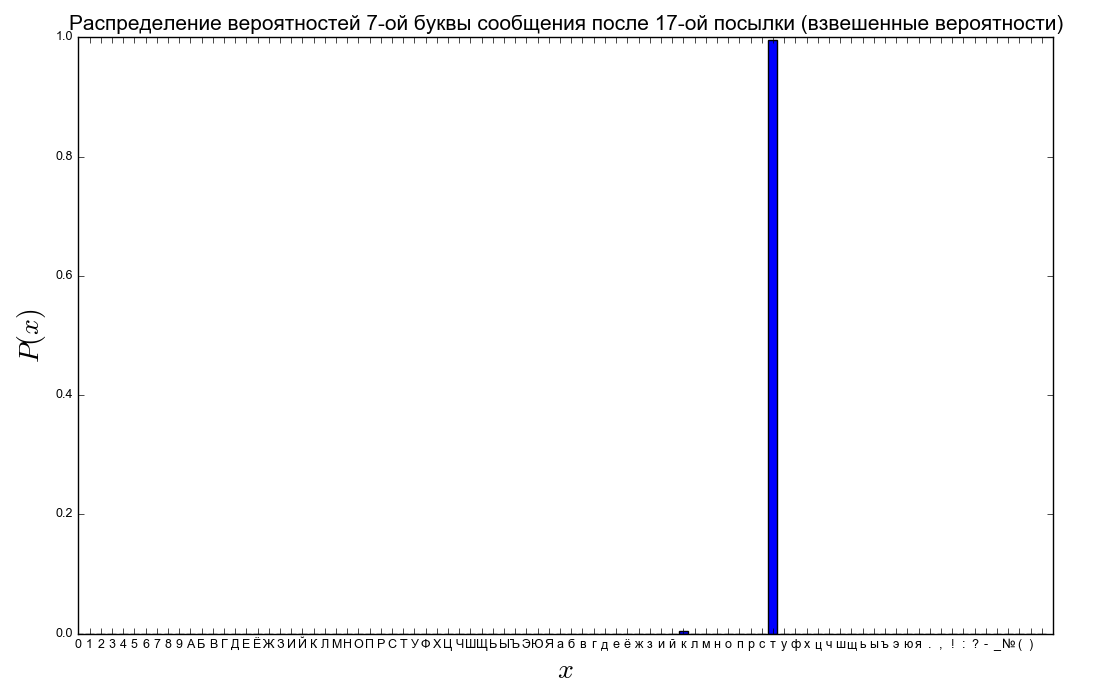 Распределение вероятностей 7-ой буквы сообщения после 17-ой посылки (взвешенные вероятности)
1.0
0.8
0.6
0.4
0.2
0.0
P(x)
0 1 2 3 4 5 6 7 8 9 А Б В Г Д Е Ё Ж З И Й К Л М Н О П Р С Т У Ф Х Ц Ч Ш Щ Ь Ы Ъ Э Ю Я а б в г д е ё ж з и й к л м н о п р с т у ф х ц ч ш щ ь ы ъ э ю я . , ! : ? - _ № ( )
x